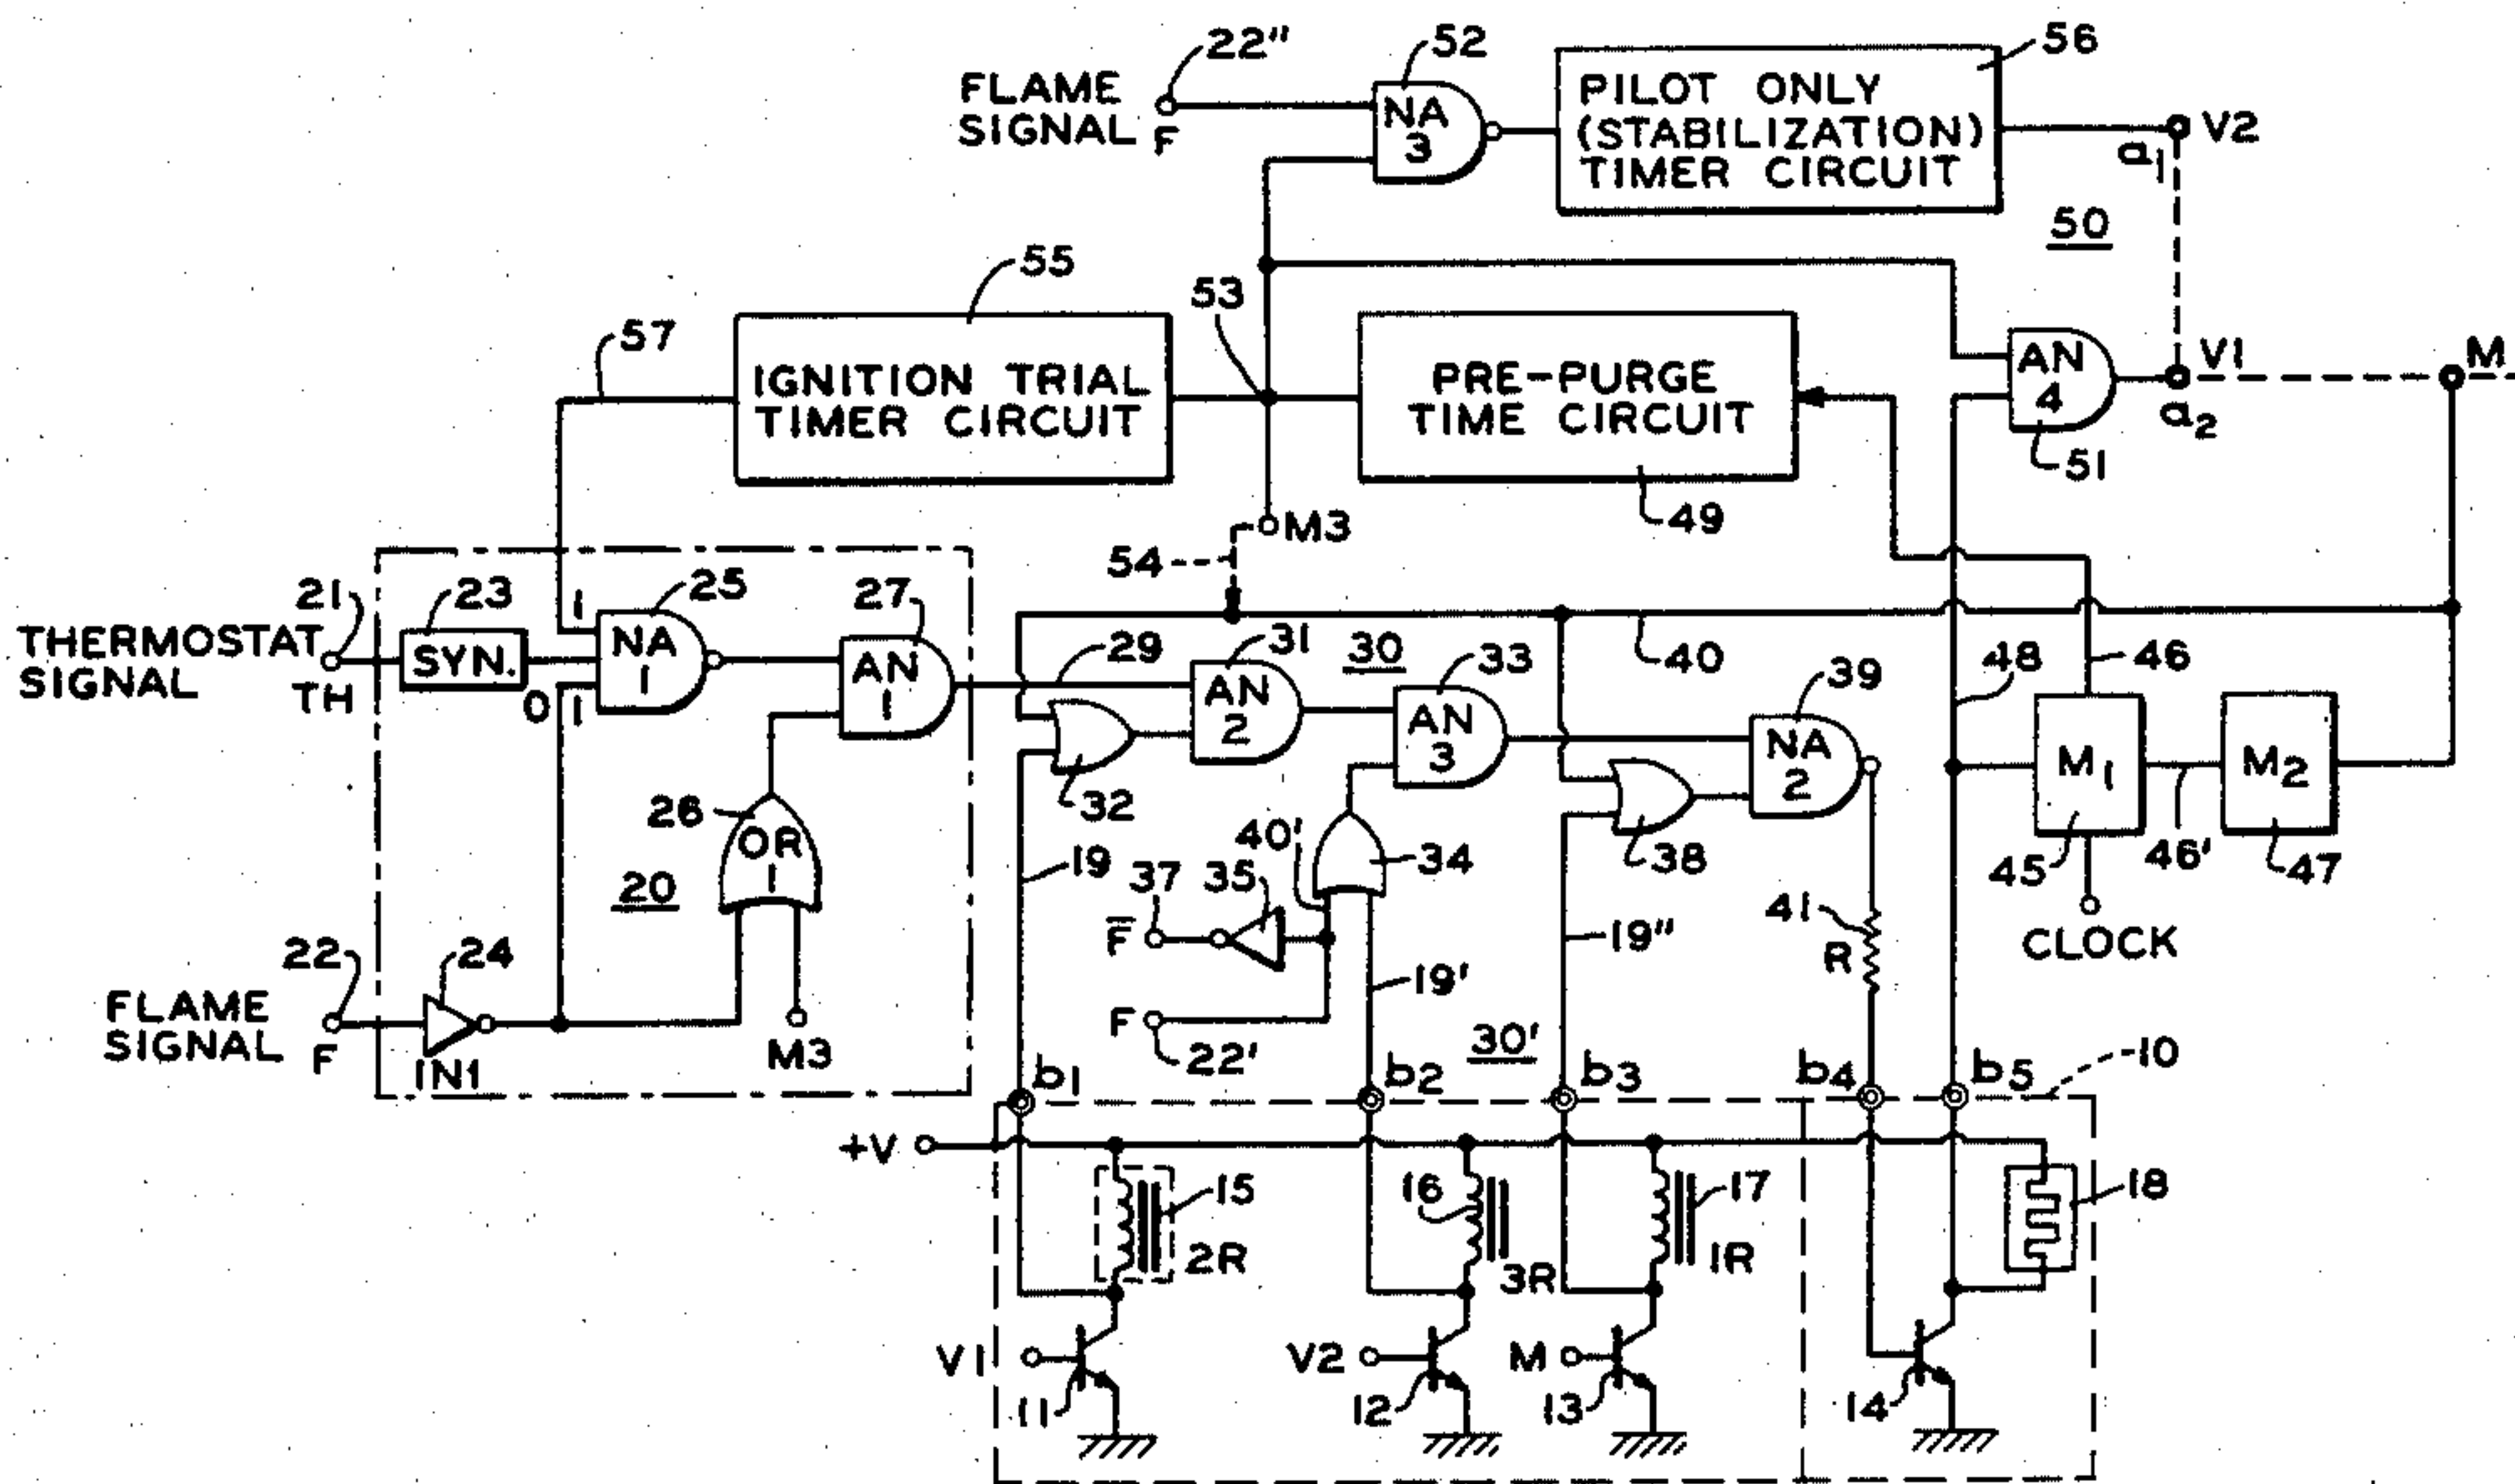 22"
52
56
FLAME
SIGNAL
F
NA
3
PILOT ONLY
(STABILIZATION)
TIMER CIRCUIT
V2
a1
50
55
53
57
IGNITION TRIAL
TIMER CIRCUIT
PRE-PURGE
TIME CIRCUIT
AN
4
V1
M
a2
51
49
M3
54
21
23
1
25
27
THERMOSTAT
SIGNAL
TH
SYN.
0
1
NA
1
AN
1
29
31
30
33
40
39
48
46
AN
2
AN
3
NA
2
M1
M2
26
OR
1
20
32
19
40'
34
37
35
38
45
46'
47
F̅
19'
19"
41
R
CLOCK
22
24
FLAME
SIGNAL
F
IN1
M3
F
22'
30'
b1
b2
b3
b4
b5
10
+V
15
2R
16
3R
17
1R
18
V1
11
V2
12
M
13
14